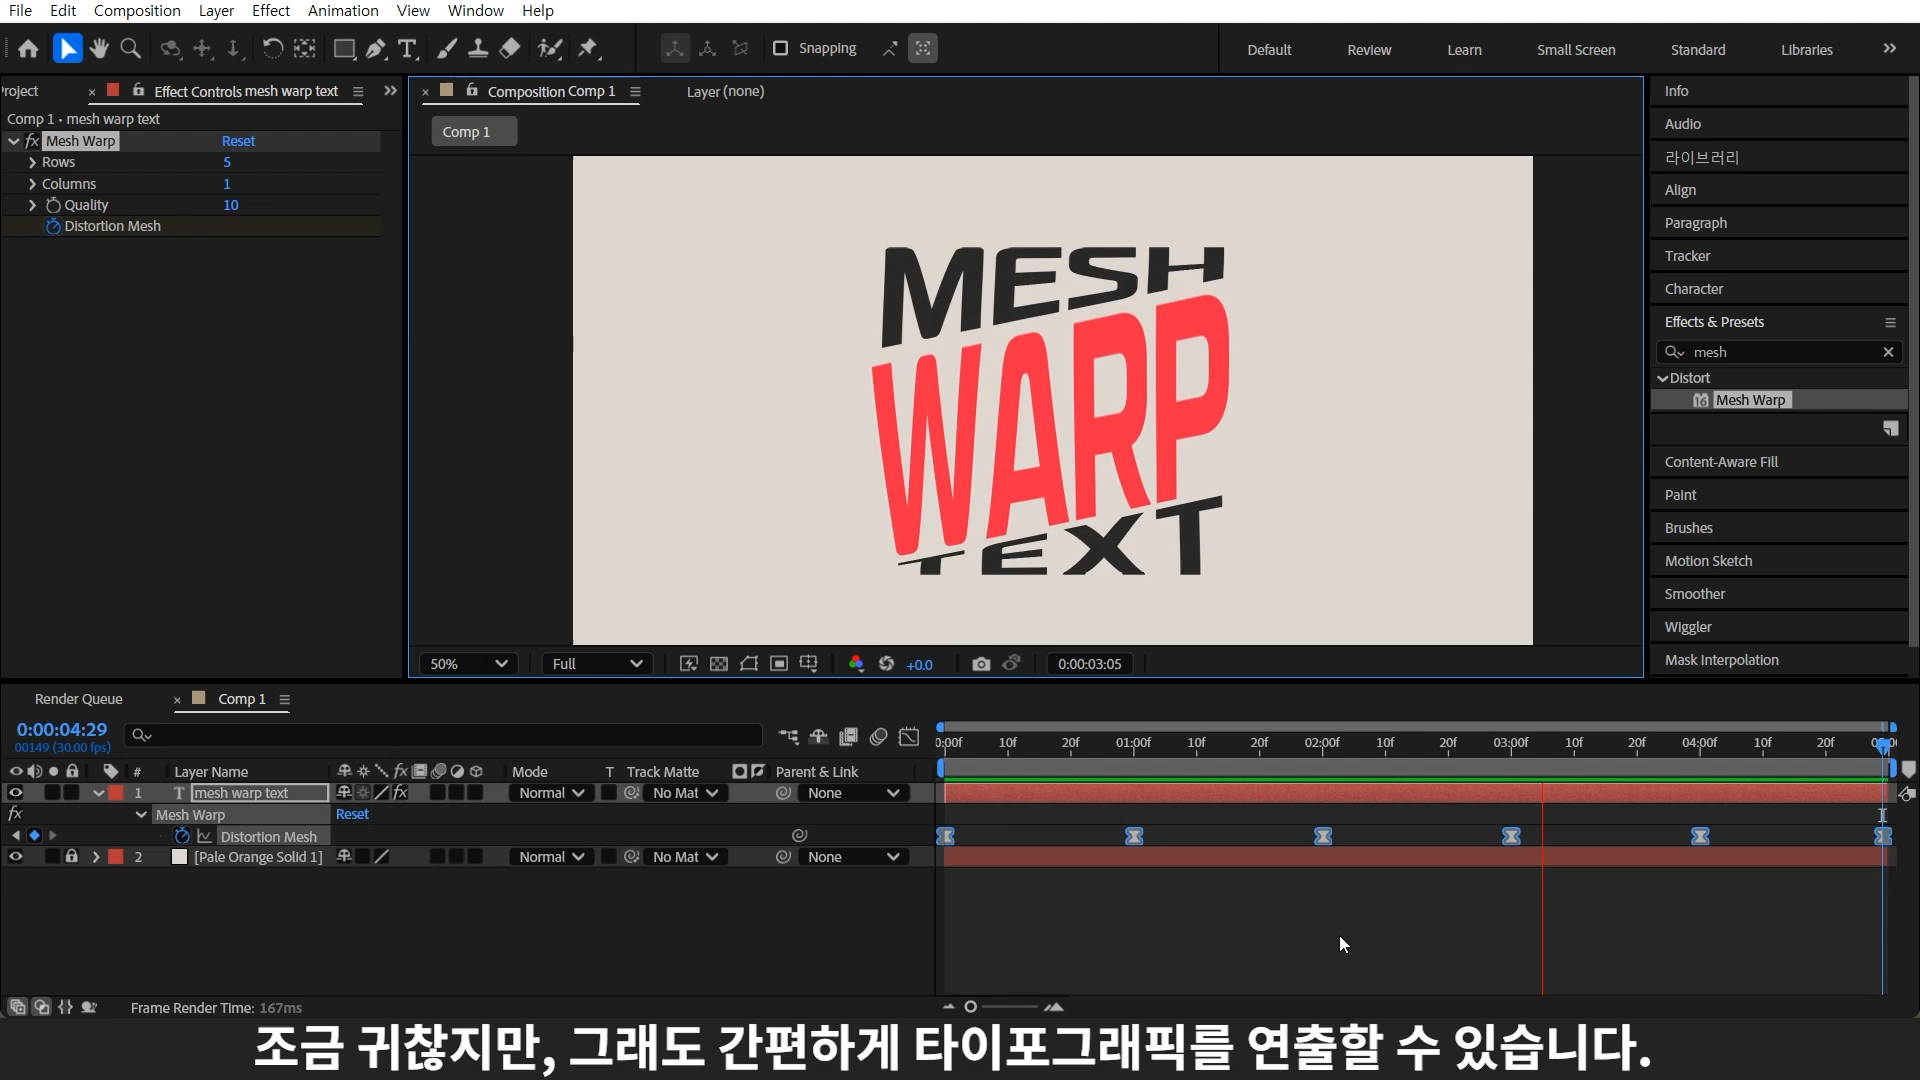 File Edit Composition Layer Effect Animation View Window Help
Snapping Default Review Learn Small Screen Standard Libraries
roject Effect Controls mesh warp text
Comp 1 • mesh warp text
fx Mesh Warp Reset
Rows 5
Columns 1
Quality 10
Distortion Mesh
Composition Comp 1 Layer (none)
Comp 1
MESH
WARP
TEXT
50% Full +0.0 0:00:03:05
Info
Audio
라이브러리
Align
Paragraph
Tracker
Character
Effects & Presets
mesh
Distort
16 Mesh Warp
Content-Aware Fill
Paint
Brushes
Motion Sketch
Smoother
Wiggler
Mask Interpolation
Render Queue Comp 1
0:00:04:29
00149 (30.00 fps)
0:00f 10f 20f 01:00f 10f 20f 02:00f 10f 20f 03:00f 10f 20f 04:00f 10f 20f
# Layer Name fx Mode T Track Matte Parent & Link
1 T mesh warp text fx Normal No Mat None
fx Mesh Warp Reset
Distortion Mesh
2 [Pale Orange Solid 1] Normal No Mat None
Frame Render Time: 167ms
조금 귀찮지만, 그래도 간편하게 타이포그래픽를 연출할 수 있습니다.